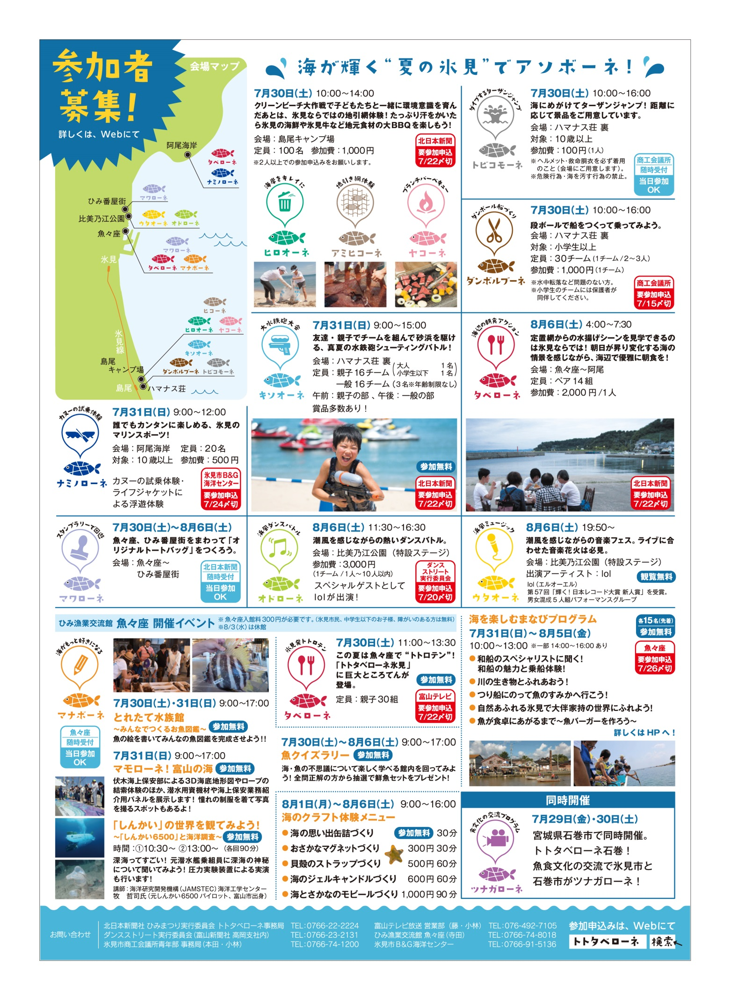 参加者
募集!
詳しくは、Webにて
会場マップ
阿尾海岸
タベローネ
ナミノローネ
マワローネ
ひみ番屋街
比美乃江公園
ウタオーネ オドローネ
魚々座
マワローネ
タベローネ マナボーネ
氷見
ヒコーネ
ヒロオーネ ヤコーネ
キソオーネ
氷見線
島尾
キャンプ場
ダンボルブーネ トビコモーネ
島尾
ハマナス荘
海が輝く“夏の氷見”でアソボーネ!
7月30日(土) 10:00〜14:00
クリーンビーチ大作戦で子どもたちと一緒に環境意識を育ん
だあとは、氷見ならではの地引網体験!たっぷり汗をかいた
ら氷見の海鮮や氷見牛など地元食材の大BBQを楽しもう!
会場:島尾キャンプ場
定員:100名 参加費:1,000円
※2人以上での参加申込みをお願いします。
北日本新聞
要参加申込
7/22〆切
海岸をキレイに
地引き網体験
ブランチバーベキュー
ヒロオーネ
アミヒコーネ
ヤコーネ
ダイブするターザンジャンプ
トビコモーネ
7月30日(土) 10:00〜16:00
海にめがけてターザンジャンプ!距離に
応じて景品をご用意しています。
会場:ハマナス荘 裏
対象:10歳以上
参加費:100円(1人)
※ヘルメット・救命胴衣を必ず着用
のこと(会場にご用意します)。
※危険行為・海を汚す行為の禁止。
商工会議所
随時受付
当日参加
OK
ダンボール船づくり
ダンボルブーネ
7月30日(土) 10:00〜16:00
段ボールで船をつくって乗ってみよう。
会場:ハマナス荘 裏
対象:小学生以上
定員:30チーム(1チーム/2〜3人)
参加費:1,000円(1チーム)
※水中転落など問題のない方。
※小学生のチームには保護者が
同伴してください。
商工会議所
要参加申込
7/15〆切
大水鉄砲大会
キソオーネ
7月31日(日) 9:00〜15:00
友達・親子でチームを組んで砂浜を駆け
る、真夏の水鉄砲シューティングバトル!
会場:ハマナス荘 裏
定員:親子16チーム(大人 1名 小学生以下 1名)
一般16チーム(3名※年齢制限なし)
午前:親子の部、午後:一般の部
賞品多数あり!
参加無料
北日本新聞
要参加申込
7/22〆切
海辺の朝食アクション
タベローネ
8月6日(土) 4:00〜7:30
定置網からの水揚げシーンを見学できるの
は氷見ならでは!朝日が昇り変化する海の
情景を感じながら、海辺で優雅に朝食を!
会場:魚々座〜阿尾
定員:ペア14組
参加費:2,000円/1人
北日本新聞
要参加申込
7/22〆切
カヌーの試乗体験
ナミノローネ
7月31日(日) 9:00〜12:00
誰でもカンタンに楽しめる、氷見の
マリンスポーツ!
会場:阿尾海岸 定員:20名
対象:10歳以上 参加費:500円
カヌーの試乗体験・
ライフジャケットに
よる浮遊体験
氷見市B&G
海洋センター
要参加申込
7/24〆切
スタンプラリーで回遊
マワローネ
7月30日(土)〜8月6日(土)
魚々座、ひみ番屋街をまわって「オ
リジナルトートバッグ」をつくろう。
会場:魚々座〜
ひみ番屋街
北日本新聞
随時受付
当日参加
OK
浜風ダンスバトル
オドローネ
8月6日(土) 11:30〜16:30
潮風を感じながらの熱いダンスバトル。
会場:比美乃江公園(特設ステージ)
参加費:3,000円
(1チーム/1人〜10人以内)
スペシャルゲストとして
lolが出演!
ダンス
ストリート
実行委員会
要参加申込
7/20〆切
浜風ミュージック
ウタオーネ
8月6日(土) 19:50〜
潮風を感じながらの音楽フェス。ライブに合
わせた音楽花火は必見。
会場:比美乃江公園(特設ステージ)
出演アーティスト:lol
観覧無料
lol(エルオーエル)
第57回「輝く!日本レコード大賞 新人賞」を受賞。
男女混成5人組パフォーマンスグループ
ひみ漁業交流館 魚々座 開催イベント
※魚々座入館料300円が必要です。(氷見市民、中学生以下のお子様、障がいのある方は無料)
※8/3(水)は休館
海がもっと好きになる
マナボーネ
魚々座
随時受付
当日参加
OK
7月30日(土)・31日(日) 9:00〜17:00
とれたて水族館
〜みんなでつくるお魚図鑑〜 参加無料
魚の絵を書いてみんなの魚図鑑を完成させよう!!
7月31日(日) 9:00〜17:00
マモローネ!富山の海 参加無料
伏木海上保安部による3D海底地形図やロープの
結索体験のほか、潜水用資機材や海上保安業務紹
介用パネルを展示します!憧れの制服を着て写真
を撮るスポットもあるよ!
「しんかい」の世界を観てみよう!
〜「しんかい6500」と海洋調査〜 参加無料
時間:①10:30〜 ②13:00〜 (各回90分)
深海ってすごい!元潜水艦乗組員に深海の神秘
について聞いてみよう!圧力実験装置による実演
も行います!
講師:海洋研究開発機構(JAMSTEC)海洋工学センター
牧 哲司氏(元しんかい6500パイロット、富山市出身)
氷見発トトロテン
タベローネ
7月30日(土) 11:00〜13:30
この夏は魚々座で“トトロテン”!
「トトタベローネ氷見」
に巨大ところてんが
登場。
定員:親子30組
参加無料
富山テレビ
要参加申込
7/22〆切
7月30日(土)〜8月6日(土) 9:00〜17:00
魚クイズラリー 参加無料
海・魚の不思議について楽しく学べる館内を回ってみよ
う!全問正解の方から抽選で鮮魚セットをプレゼント!
8月1日(月)〜8月6日(土) 9:00〜16:00
海のクラフト体験メニュー
●海の思い出缶詰づくり 参加無料 30分
●おさかなマグネットづくり 300円 30分
●貝殻のストラップづくり 500円 60分
●海のジェルキャンドルづくり 600円 60分
●海とさかなのモビールづくり 1,000円 90分
海を楽しむまなびプログラム
7月31日(日)〜8月5日(金)
10:00〜13:00 ※一部14:00〜16:00あり
各15名(先着)
参加無料
魚々座
要参加申込
7/26〆切
●和船のスペシャリストに聞く!
和船の魅力と乗船体験!
●川の生き物とふれあおう!
●つり船にのって魚のすみかへ行こう!
●自然あふれる氷見で大伴家持の世界にふれよう!
●魚が食卓にあがるまで〜魚バーガーを作ろう〜
詳しくはHPへ!
同時開催
食文化の交流プログラム
ツナガローネ
7月29日(金)・30日(土)
宮城県石巻市で同時開催。
トトタベローネ石巻!
魚食文化の交流で氷見市と
石巻市がツナガローネ!
お問い合わせ
北日本新聞社 ひみまつり実行委員会 トトタベローネ事務局 TEL:0766-22-2224
ダンスストリート実行委員会(富山新聞社 高岡支社内) TEL:0766-23-2131
氷見市商工会議所青年部 事務局(本田・小林) TEL:0766-74-1200
富山テレビ放送 営業部(藤・小林) TEL:076-492-7105
ひみ漁業交流館 魚々座(寺田) TEL:0766-74-8018
氷見市B&G海洋センター TEL:0766-91-5136
参加申込みは、Webにて
トトタベローネ 検索